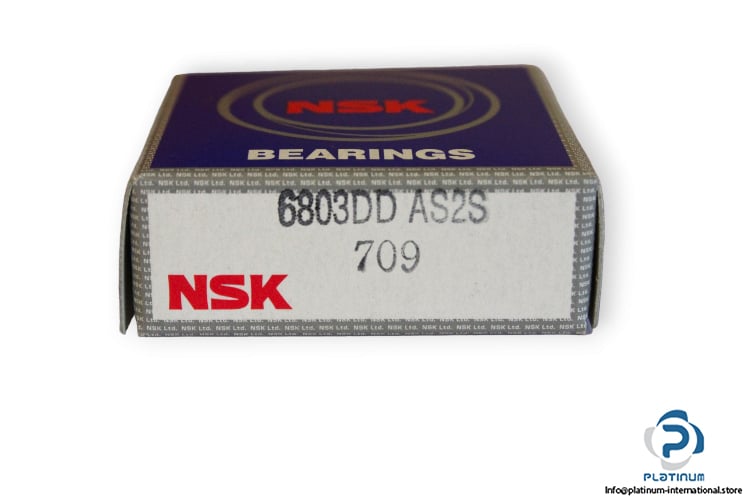 NSK
BEARINGS
6803DD AS2S
709
NSK
PLATINUM
Info@platinum-international.store